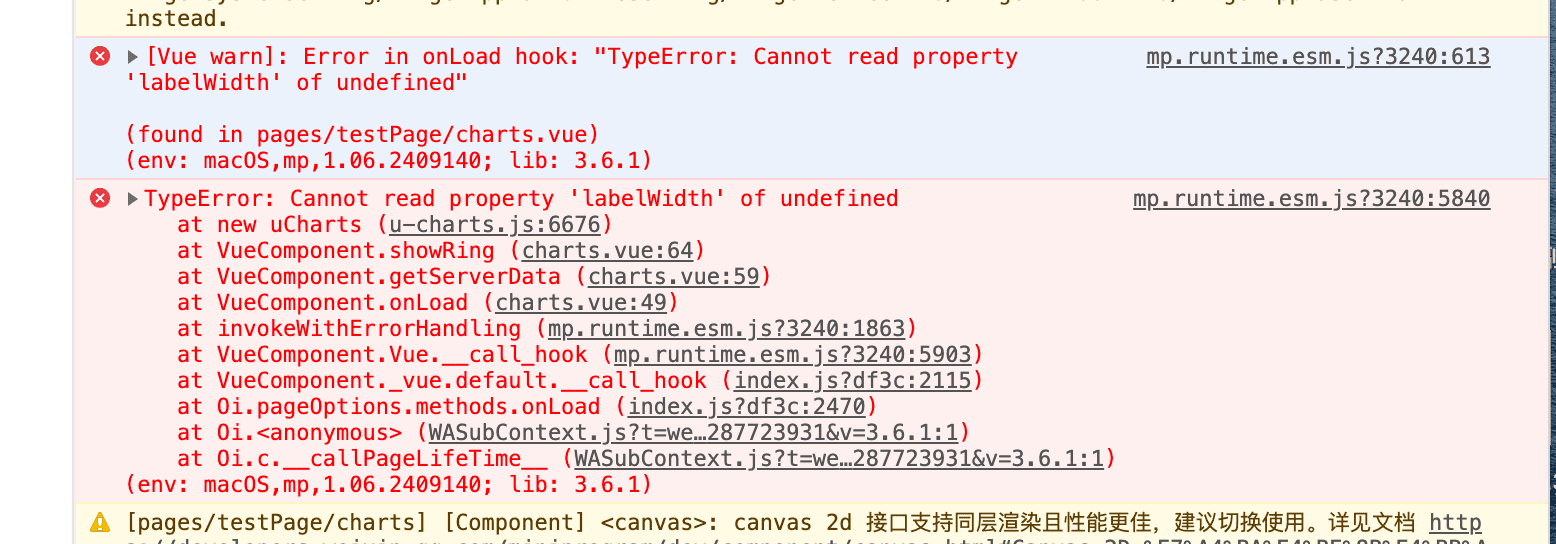 instead.
[Vue warn]: Error in onLoad hook: "TypeError: Cannot read property mp.runtime.esm.js?3240:613
'labelWidth' of undefined"
(found in pages/testPage/charts.vue)
(env: macOS,mp,1.06.2409140; lib: 3.6.1)
TypeError: Cannot read property 'labelWidth' of undefined mp.runtime.esm.js?3240:5840
at new uCharts (u-charts.js:6676)
at VueComponent.showRing (charts.vue:64)
at VueComponent.getServerData (charts.vue:59)
at VueComponent.onLoad (charts.vue:49)
at invokeWithErrorHandling (mp.runtime.esm.js?3240:1863)
at VueComponent.Vue.__call_hook (mp.runtime.esm.js?3240:5903)
at VueComponent._vue.default.__call_hook (index.js?df3c:2115)
at Oi.pageOptions.methods.onLoad (index.js?df3c:2470)
at Oi.<anonymous> (WASubContext.js?t=we…287723931&v=3.6.1:1)
at Oi.c.__callPageLifeTime__ (WASubContext.js?t=we…287723931&v=3.6.1:1)
(env: macOS,mp,1.06.2409140; lib: 3.6.1)
[pages/testPage/charts] [Component] <canvas>: canvas 2d 接口支持同层渲染且性能更佳，建议切换使用。详见文档 http